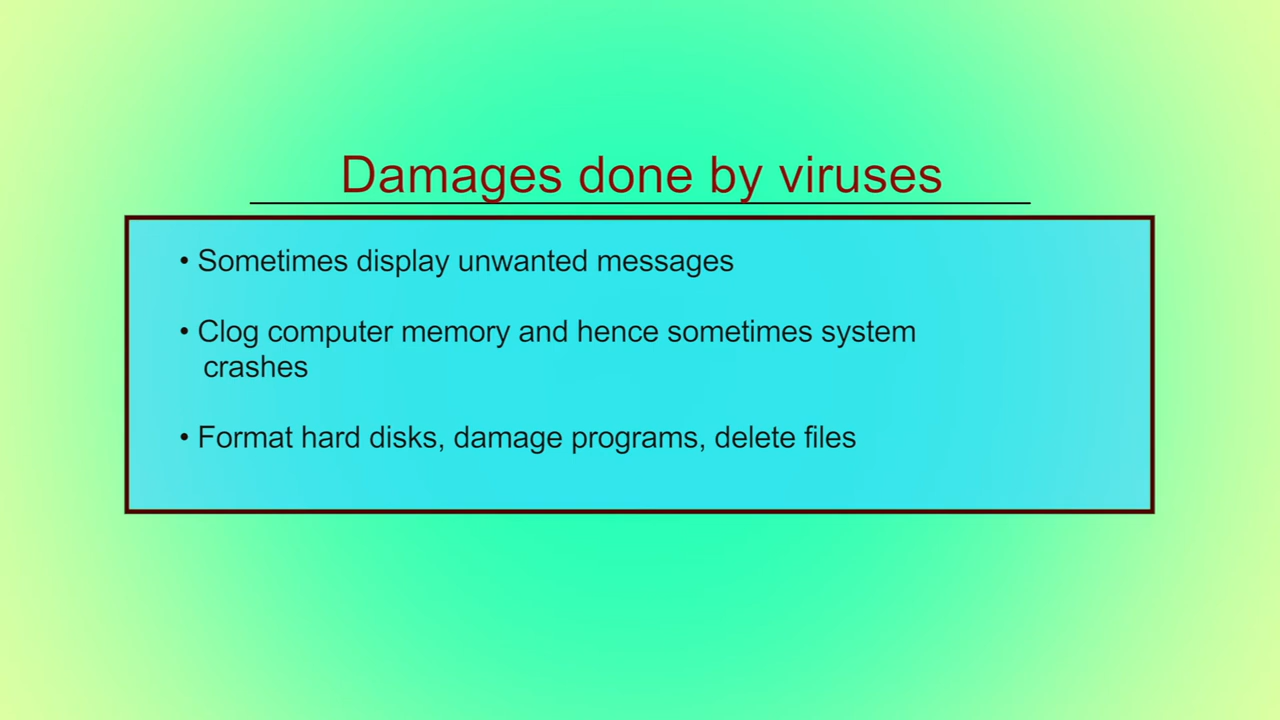 Damages done by viruses
• Sometimes display unwanted messages
• Clog computer memory and hence sometimes system
crashes
• Format hard disks, damage programs, delete files